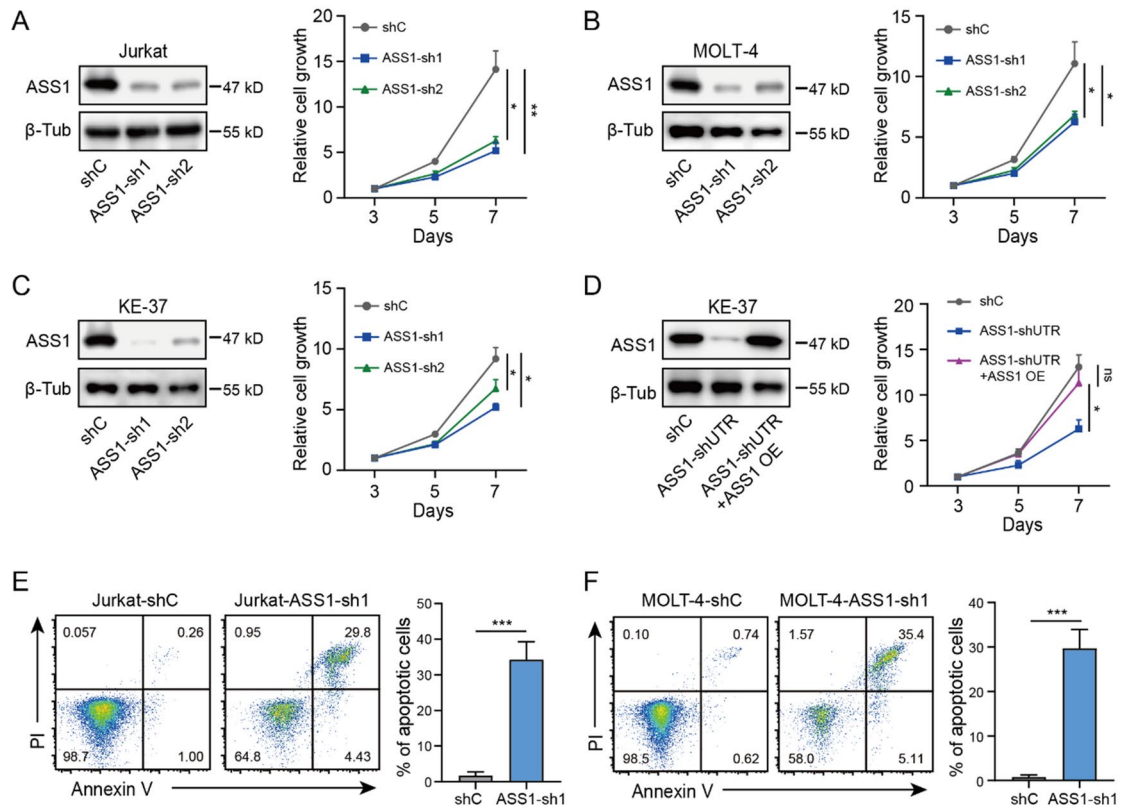 A
Jurkat
ASS1
47 kD
β-Tub
55 kD
shC
ASS1-sh1
ASS1-sh2
Relative cell growth
20
15
10
5
0
3
5
7
Days
shC
ASS1-sh1
ASS1-sh2
*
**
B
MOLT-4
ASS1
47 kD
β-Tub
55 kD
shC
ASS1-sh1
ASS1-sh2
Relative cell growth
15
10
5
0
3
5
7
Days
shC
ASS1-sh1
ASS1-sh2
*
*
C
KE-37
ASS1
47 kD
β-Tub
55 kD
shC
ASS1-sh1
ASS1-sh2
Relative cell growth
15
10
5
0
3
5
7
Days
shC
ASS1-sh1
ASS1-sh2
*
*
D
KE-37
ASS1
47 kD
β-Tub
55 kD
shC
ASS1-shUTR
ASS1-shUTR
+ASS1 OE
Relative cell growth
20
15
10
5
0
3
5
7
Days
shC
ASS1-shUTR
ASS1-shUTR
+ASS1 OE
ns
*
E
Jurkat-shC
0.057
0.26
98.7
1.00
Jurkat-ASS1-sh1
0.95
29.8
64.8
4.43
PI
Annexin V
% of apoptotic cells
50
40
30
20
10
0
***
shC
ASS1-sh1
F
MOLT-4-shC
0.10
0.74
98.5
0.62
MOLT-4-ASS1-sh1
1.57
35.4
58.0
5.11
PI
Annexin V
% of apoptotic cells
40
30
20
10
0
***
shC
ASS1-sh1